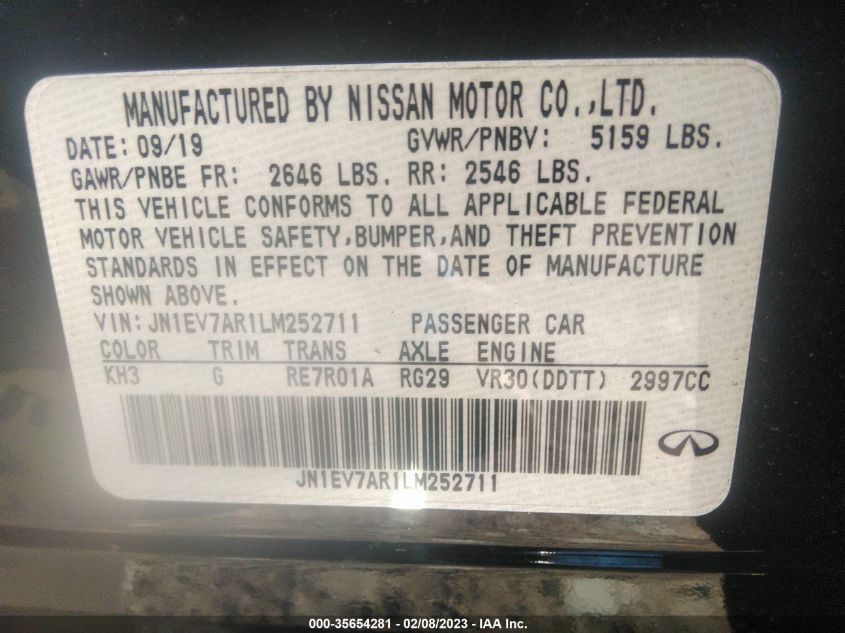 MANUFACTURED BY NISSAN MOTOR CO.,LTD.
DATE: 09/19 GVWR/PNBV: 5159 LBS.
GAWR/PNBE FR: 2646 LBS. RR: 2546 LBS.
THIS VEHICLE CONFORMS TO ALL APPLICABLE FEDERAL
MOTOR VEHICLE SAFETY,BUMPER,AND THEFT PREVENTION
STANDARDS IN EFFECT ON THE DATE OF MANUFACTURE
SHOWN ABOVE.
VIN: JN1EV7AR1LM252711 PASSENGER CAR
COLOR TRIM TRANS AXLE ENGINE
KH3 G RE7R01A RG29 VR30(DDTT) 2997CC
JN1EV7AR1LM252711
000-35654281 - 02/08/2023 - IAA Inc.